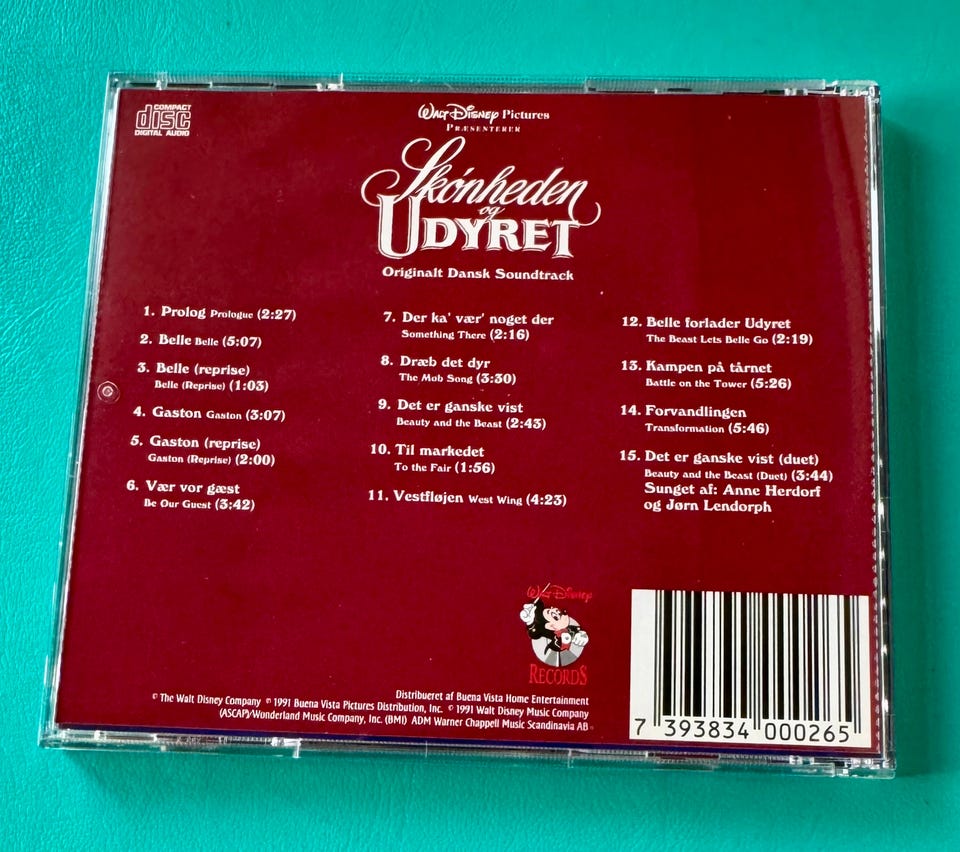 COMPACT
disc
DIGITAL AUDIO
WALT DISNEY Pictures
PRÆSENTERER
Skønheden
og
UDYRET
Originalt Dansk Soundtrack
1. Prolog Prologue (2:27)
2. Belle Belle (5:07)
3. Belle (reprise)
Belle (Reprise) (1:03)
4. Gaston Gaston (3:07)
5. Gaston (reprise)
Gaston (Reprise) (2:00)
6. Vær vor gæst
Be Our Guest (3:42)
7. Der ka' vær' noget der
Something There (2:16)
8. Dræb det dyr
The Mob Song (3:30)
9. Det er ganske vist
Beauty and the Beast (2:43)
10. Til markedet
To the Fair (1:56)
11. Vestfløjen West Wing (4:23)
12. Belle forlader Udyret
The Beast Lets Belle Go (2:19)
13. Kampen på tårnet
Battle on the Tower (5:26)
14. Forvandlingen
Transformation (5:46)
15. Det er ganske vist (duet)
Beauty and the Beast (Duet) (3:44)
Sunget af: Anne Herdorf
og Jørn Lendorph
Walt Disney
RECORDS
Distribueret af Buena Vista Home Entertainment
© The Walt Disney Company ℗ 1991 Buena Vista Pictures Distribution, Inc. © 1991 Walt Disney Music Company
(ASCAP)/Wonderland Music Company, Inc. (BMI) ADM Warner Chappell Music Scandinavia AB
7 393834 000265